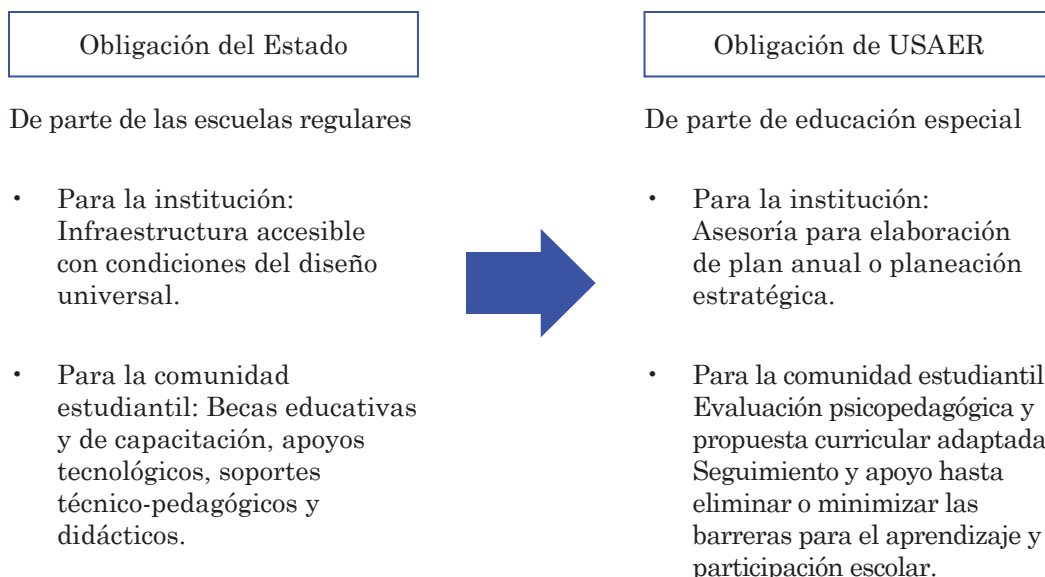 Obligación del Estado
De parte de las escuelas regulares
• Para la institución:
Infraestructura accesible
con condiciones del diseño
universal.
• Para la comunidad
estudiantil: Becas educativas
y de capacitación, apoyos
tecnológicos, soportes
técnico-pedagógicos y
didácticos.
Obligación de USAER
De parte de educación especial
• Para la institución:
Asesoría para elaboración
de plan anual o planeación
estratégica.
• Para la comunidad estudiantil
Evaluación psicopedagógica y
propuesta curricular adaptada
Seguimiento y apoyo hasta
eliminar o minimizar las
barreras para el aprendizaje y
participación escolar.